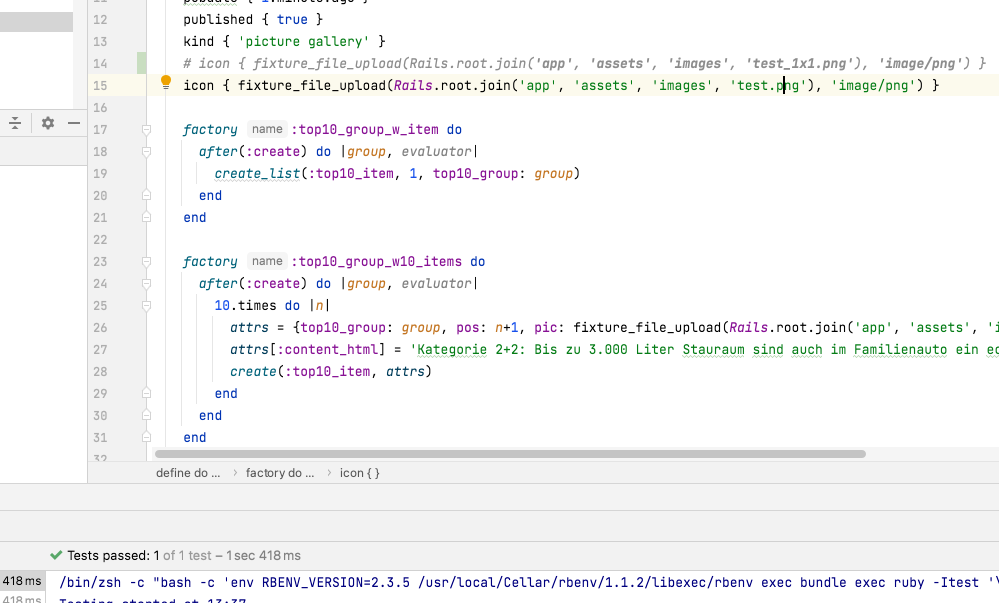 12 published { true }
13 kind { 'picture gallery' }
14 # icon { fixture_file_upload(Rails.root.join('app', 'assets', 'images', 'test_1x1.png'), 'image/png') }
15 icon { fixture_file_upload(Rails.root.join('app', 'assets', 'images', 'test.png'), 'image/png') }
16
17 factory name :top10_group_w_item do
18 after(:create) do |group, evaluator|
19 create_list(:top10_item, 1, top10_group: group)
20 end
21 end
22
23 factory name :top10_group_w10_items do
24 after(:create) do |group, evaluator|
25 10.times do |n|
26 attrs = {top10_group: group, pos: n+1, pic: fixture_file_upload(Rails.root.join('app', 'assets', 'i
27 attrs[:content_html] = 'Kategorie 2+2: Bis zu 3.000 Liter Stauraum sind auch im Familienauto ein
28 create(:top10_item, attrs)
29 end
30 end
31 end
32
define do ... › factory do ... › icon { }
Tests passed: 1 of 1 test – 1 sec 418 ms
418 ms /bin/zsh -c "bash -c 'env RBENV_VERSION=2.3.5 /usr/local/Cellar/rbenv/1.1.2/libexec/rbenv exec bundle exec ruby -Itest '\
418 ms Testing started at 13:37